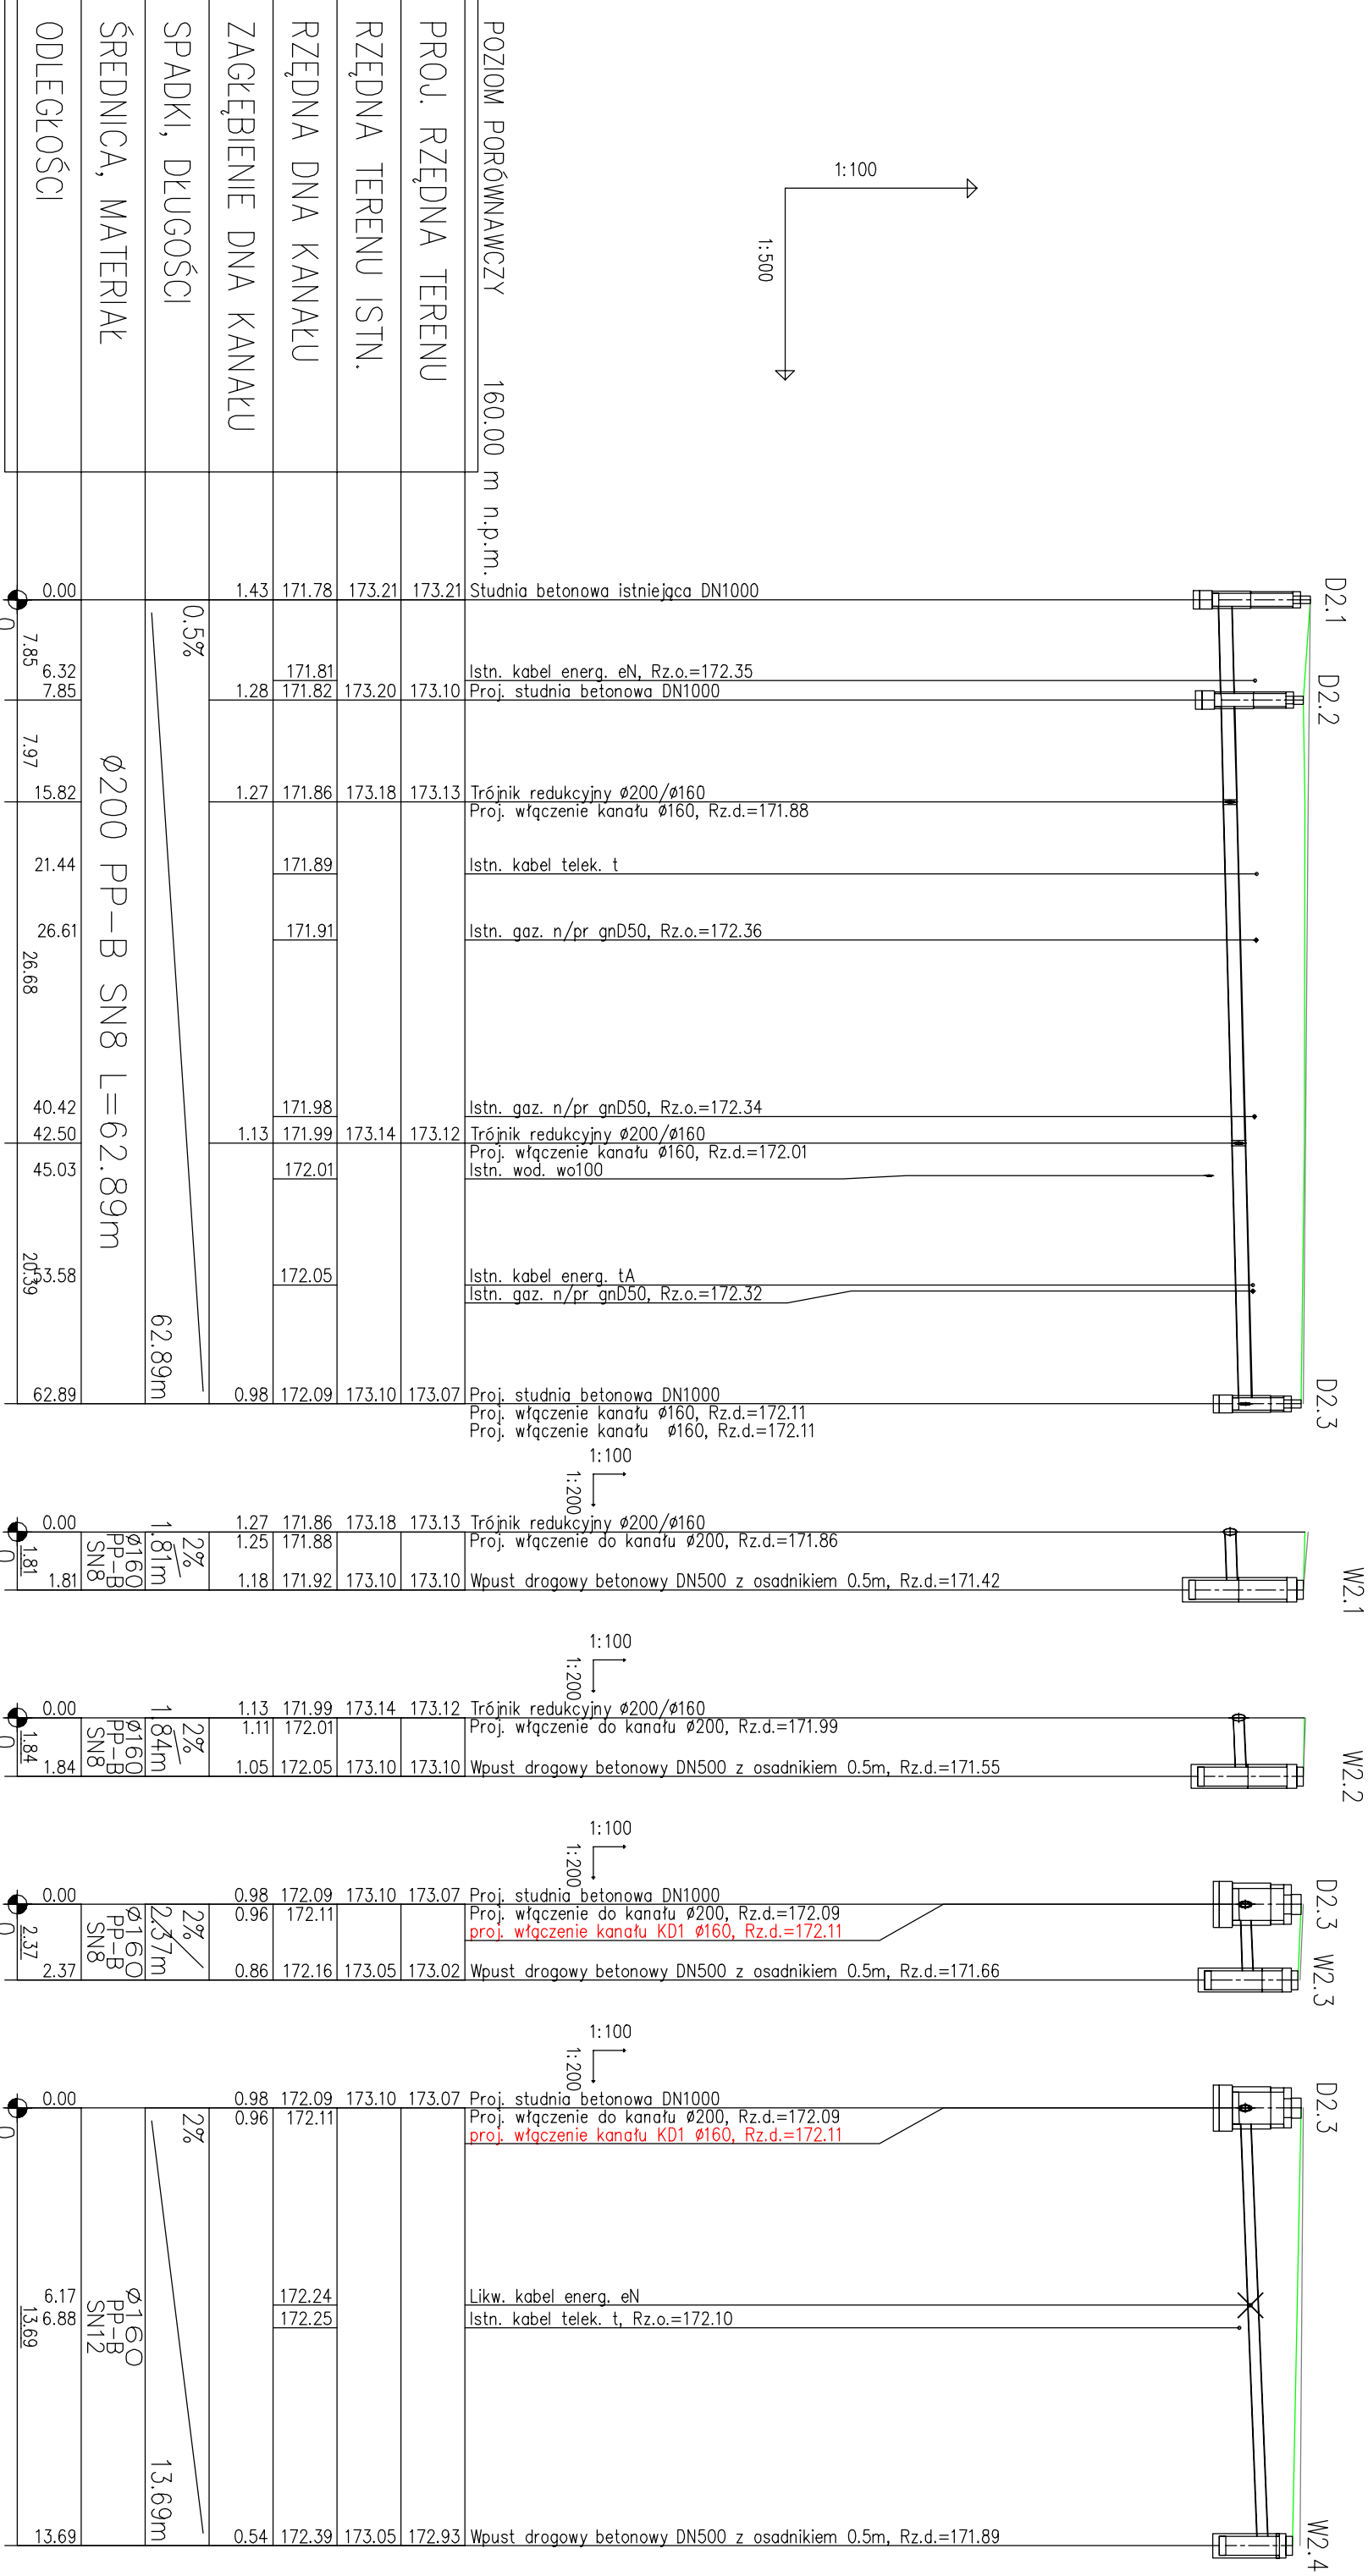 1:100
1:500
POZIOM PORÓWNAWCZY 160.00 m n.p.m.
PROJ. RZĘDNA TERENU
RZĘDNA TERENU ISTN.
RZĘDNA DNA KANAŁU
ZAGŁĘBIENIE DNA KANAŁU
SPADKI, DŁUGOŚCI
ŚREDNICA, MATERIAŁ
ODLEGŁOŚCI
D2.1
D2.2
D2.3
0.00 1.43 171.78 173.21 173.21 Studnia betonowa istniejąca DN1000
0
7.85
0.5%
6.32 171.81 Istn. kabel energ. eN, Rz.o.=172.35
7.85 1.28 171.82 173.20 173.10 Proj. studnia betonowa DN1000
7.97
15.82 1.27 171.86 173.18 173.13 Trójnik redukcyjny ø200/ø160
Proj. włączenie kanału ø160, Rz.d.=171.88
21.44 171.89 Istn. kabel telek. t
26.61 171.91 Istn. gaz. n/pr gnD50, Rz.o.=172.36
26.68
Ø200 PP-B SN8 L=62.89m
40.42 171.98 Istn. gaz. n/pr gnD50, Rz.o.=172.34
42.50 1.13 171.99 173.14 173.12 Trójnik redukcyjny ø200/ø160
Proj. włączenie kanału ø160, Rz.d.=172.01
45.03 172.01 Istn. wod. wo100
20.39
53.58 172.05 Istn. kabel energ. tA
Istn. gaz. n/pr gnD50, Rz.o.=172.32
62.89m
62.89 0.98 172.09 173.10 173.07 Proj. studnia betonowa DN1000
Proj. włączenie kanału ø160, Rz.d.=172.11
Proj. włączenie kanału ø160, Rz.d.=172.11
1:100
1:200
W2.1
0.00 1.27 171.86 173.18 173.13 Trójnik redukcyjny ø200/ø160
1.25 171.88 Proj. włączenie do kanału ø200, Rz.d.=171.86
0
1.81
Ø160
PP-B
SN8
2%
1.81m
1.81 1.18 171.92 173.10 173.10 Wpust drogowy betonowy DN500 z osadnikiem 0.5m, Rz.d.=171.42
1:100
1:200
W2.2
0.00 1.13 171.99 173.14 173.12 Trójnik redukcyjny ø200/ø160
1.11 172.01 Proj. włączenie do kanału ø200, Rz.d.=171.99
0
1.84
Ø160
PP-B
SN8
2%
1.84m
1.84 1.05 172.05 173.10 173.10 Wpust drogowy betonowy DN500 z osadnikiem 0.5m, Rz.d.=171.55
1:100
1:200
D2.3
W2.3
0.00 0.98 172.09 173.10 173.07 Proj. studnia betonowa DN1000
0.96 172.11 Proj. włączenie do kanału ø200, Rz.d.=172.09
proj. włączenie kanału KD1 ø160, Rz.d.=172.11
0
2.37
Ø160
PP-B
SN8
2%
2.37m
2.37 0.86 172.16 173.05 173.02 Wpust drogowy betonowy DN500 z osadnikiem 0.5m, Rz.d.=171.66
1:100
1:200
D2.3
W2.4
0.00 0.98 172.09 173.10 173.07 Proj. studnia betonowa DN1000
0.96 172.11 Proj. włączenie do kanału ø200, Rz.d.=172.09
proj. włączenie kanału KD1 ø160, Rz.d.=172.11
0
2%
6.17 172.24 Likw. kabel energ. eN
6.88 172.25 Istn. kabel telek. t, Rz.o.=172.10
13.69
Ø160
PP-B
SN12
13.69m
13.69 0.54 172.39 173.05 172.93 Wpust drogowy betonowy DN500 z osadnikiem 0.5m, Rz.d.=171.89